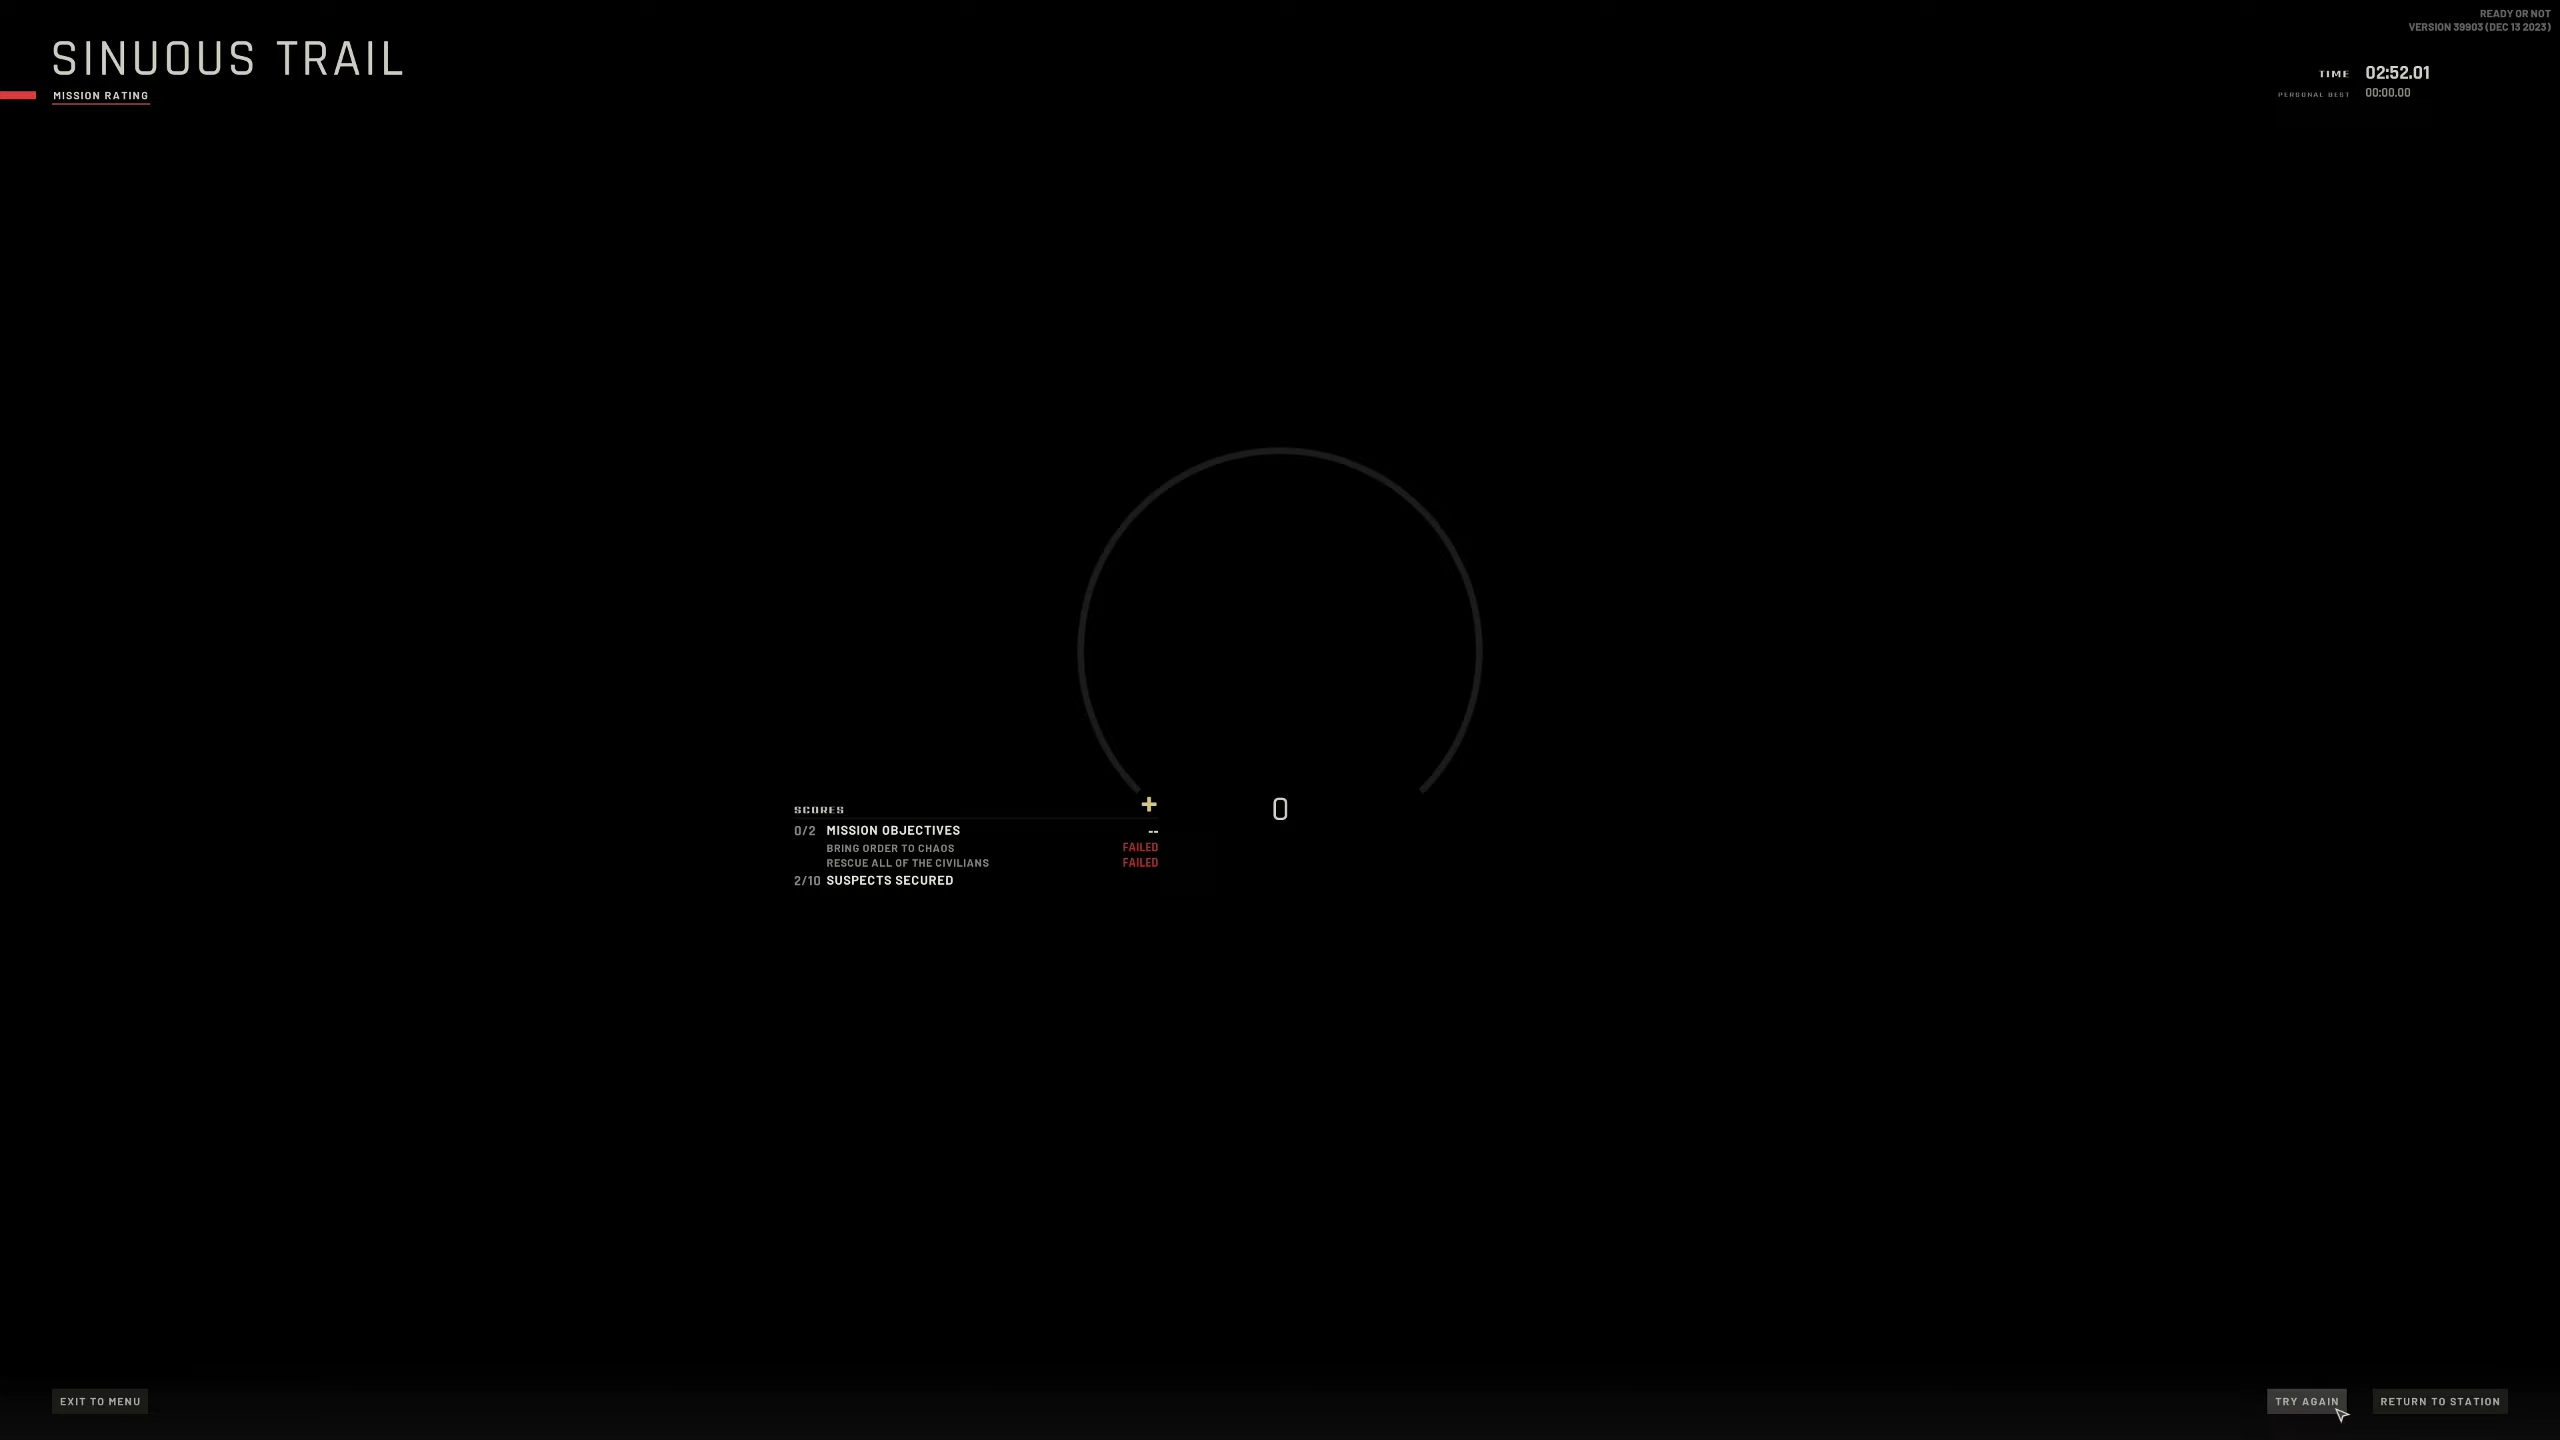 READY OR NOT
VERSION 39903 (DEC 13 2023)
SINUOUS TRAIL
MISSION RATING
TIME 02:52.01
PERSONAL BEST 00:00.00
0
SCORES +
0/2 MISSION OBJECTIVES --
BRING ORDER TO CHAOS FAILED
RESCUE ALL OF THE CIVILIANS FAILED
2/10 SUSPECTS SECURED
EXIT TO MENU
TRY AGAIN
RETURN TO STATION